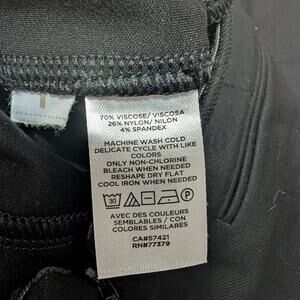 70% VISCOSE/ VISCOSA
26% NYLON/ NILON
4% SPANDEX
MACHINE WASH COLD
DELICATE CYCLE WITH LIKE
COLORS
ONLY NON-CHLORINE
BLEACH WHEN NEEDED
RESHAPE DRY FLAT
COOL IRON WHEN NEEDED
30
AVEC DES COULEURS
SEMBLABLES / CON
COLORES SIMILARES
CA#57421
RN#77379